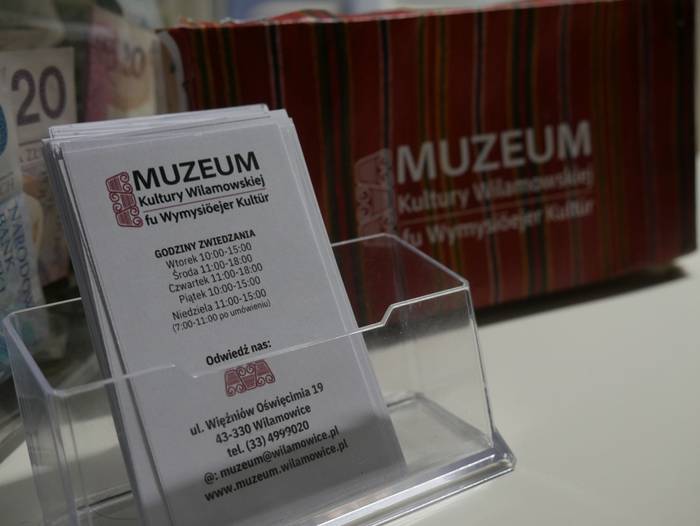 20
MUZEUM
Kultury Wilamowskiej
fu Wymysiöejer Kultür
GODZINY ZWIEDZANIA
Wtorek 10:00-15:00
Środa 11:00-18:00
Czwartek 11:00-18:00
Piątek 10:00-15:00
Niedziela 11:00-15:00
(7:00-11:00 po umówieniu)
Odwiedź nas:
ul. Więźniów Oświęcimia 19
43-330 Wilamowice
tel. (33) 4999020
@: muzeum@wilamowice.pl
www.muzeum.wilamowice.pl
MUZEUM
Kultury Wilamowskiej
fu Wymysiöejer Kultür